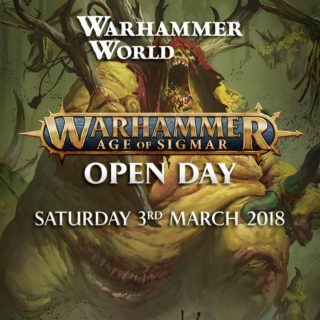 WARHAMMER
WORLD
WARHAMMER
AGE OF SIGMAR
OPEN DAY
SATURDAY 3RD MARCH 2018